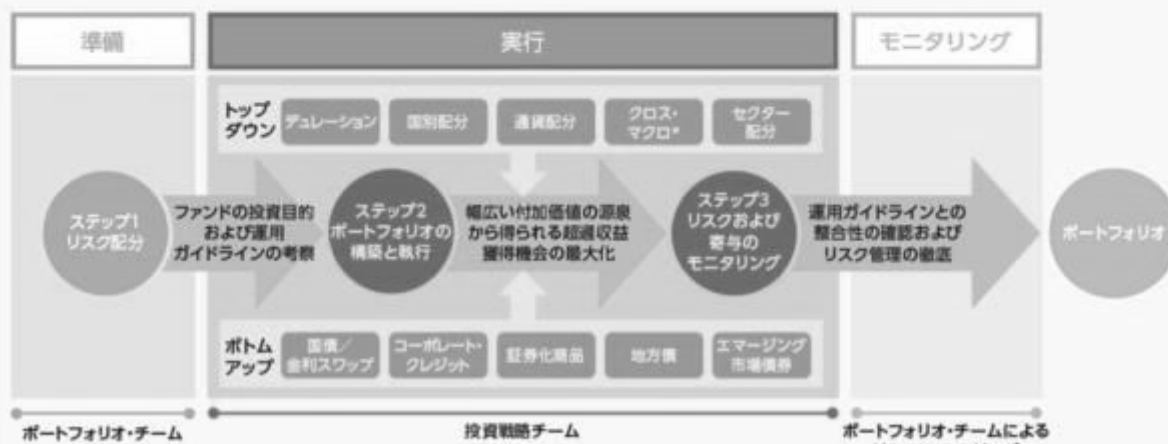 準備
実行
モニタリング
トップ
ダウン
デュレーション
国別配分
通貨配分
クロス・
マクロ*
セクター
配分
ステップ1
リスク配分
ファンドの投資目的
および運用
ガイドラインの考察
ステップ2
ポートフォリオの
構築と執行
幅広い付加価値の源泉
から得られる超過収益
獲得機会の最大化
ステップ3
リスクおよび
寄与の
モニタリング
運用ガイドラインとの
整合性の確認および
リスク管理の徹底
ポートフォリオ
ボトム
アップ
国債/
金利スワップ
コーポレート・
クレジット
証券化商品
地方債
エマージング
市場債券
ポートフォリオ・チーム
投資戦略チーム
ポートフォリオ・チームによる